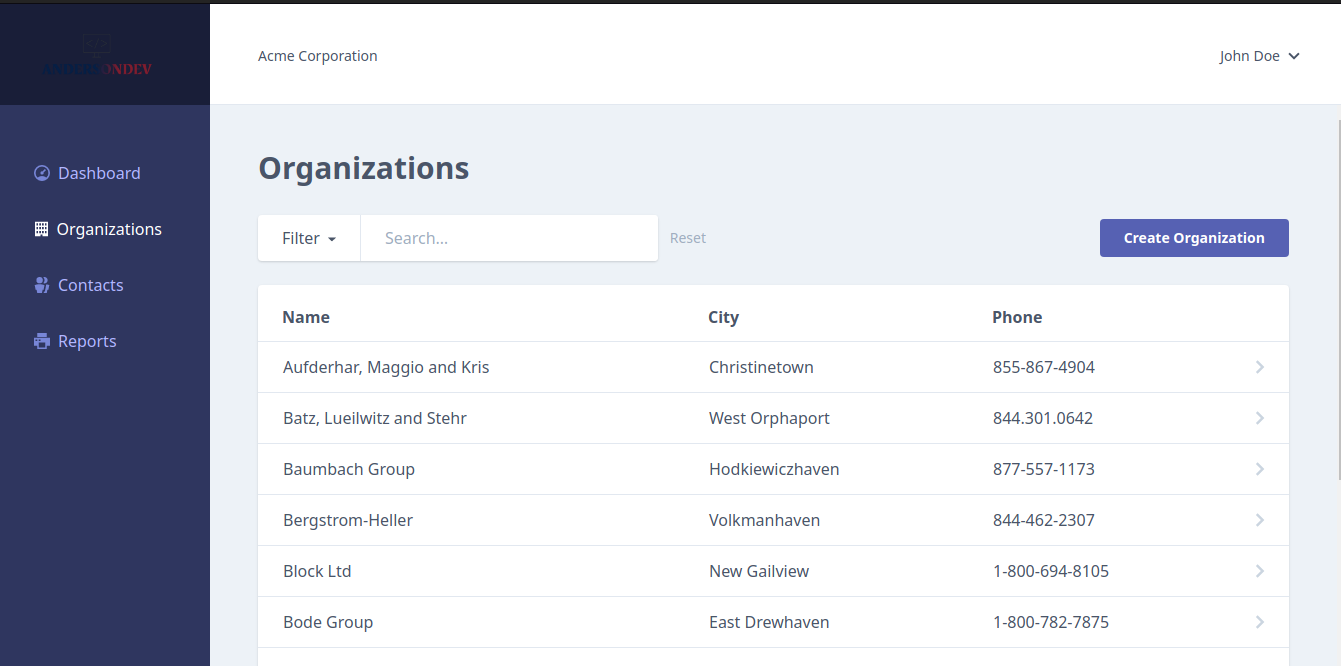 </>
ANDERSONDEV
Acme Corporation
John Doe
Dashboard
Organizations
Contacts
Reports
Organizations
Filter
Search...
Reset
Create Organization
Name City Phone
Aufderhar, Maggio and Kris Christinetown 855-867-4904
Batz, Lueilwitz and Stehr West Orphaport 844.301.0642
Baumbach Group Hodkiewiczhaven 877-557-1173
Bergstrom-Heller Volkmanhaven 844-462-2307
Block Ltd New Gailview 1-800-694-8105
Bode Group East Drewhaven 1-800-782-7875